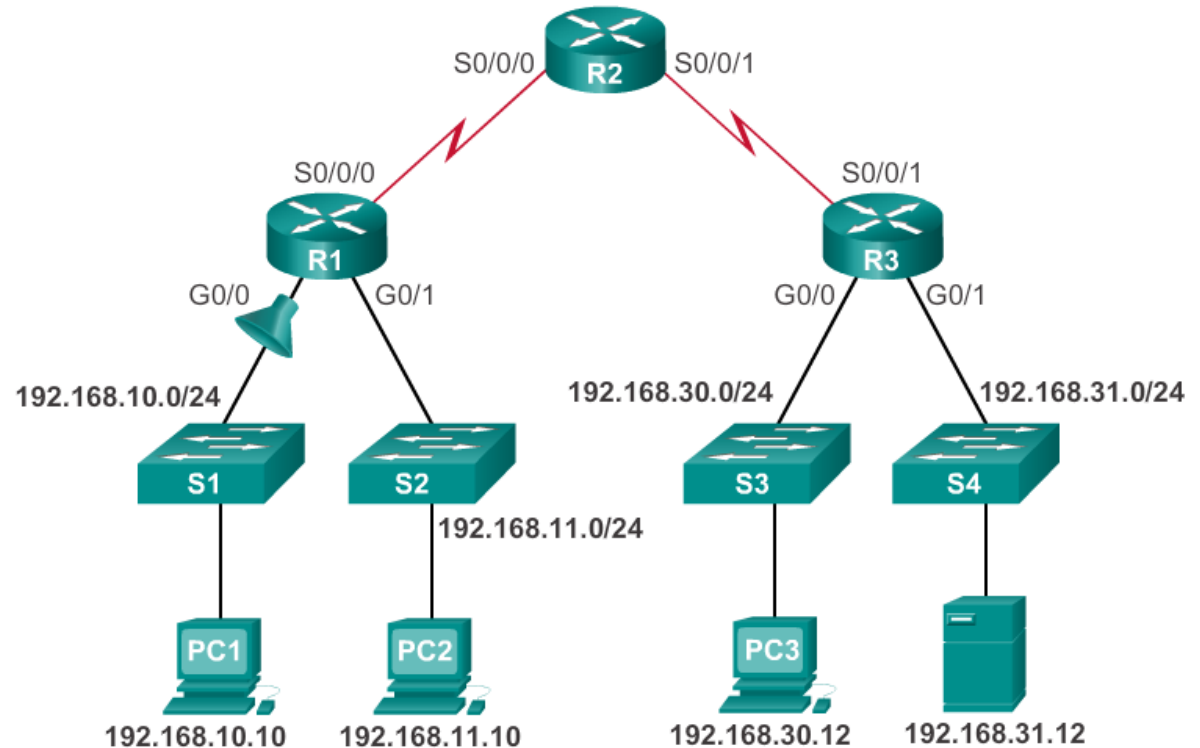 R2
S0/0/0
S0/0/1
S0/0/0
S0/0/1
R1
R3
G0/0
G0/1
G0/0
G0/1
192.168.10.0/24
192.168.30.0/24
192.168.31.0/24
S1
S2
S3
S4
192.168.11.0/24
PC1
PC2
PC3
192.168.10.10
192.168.11.10
192.168.30.12
192.168.31.12